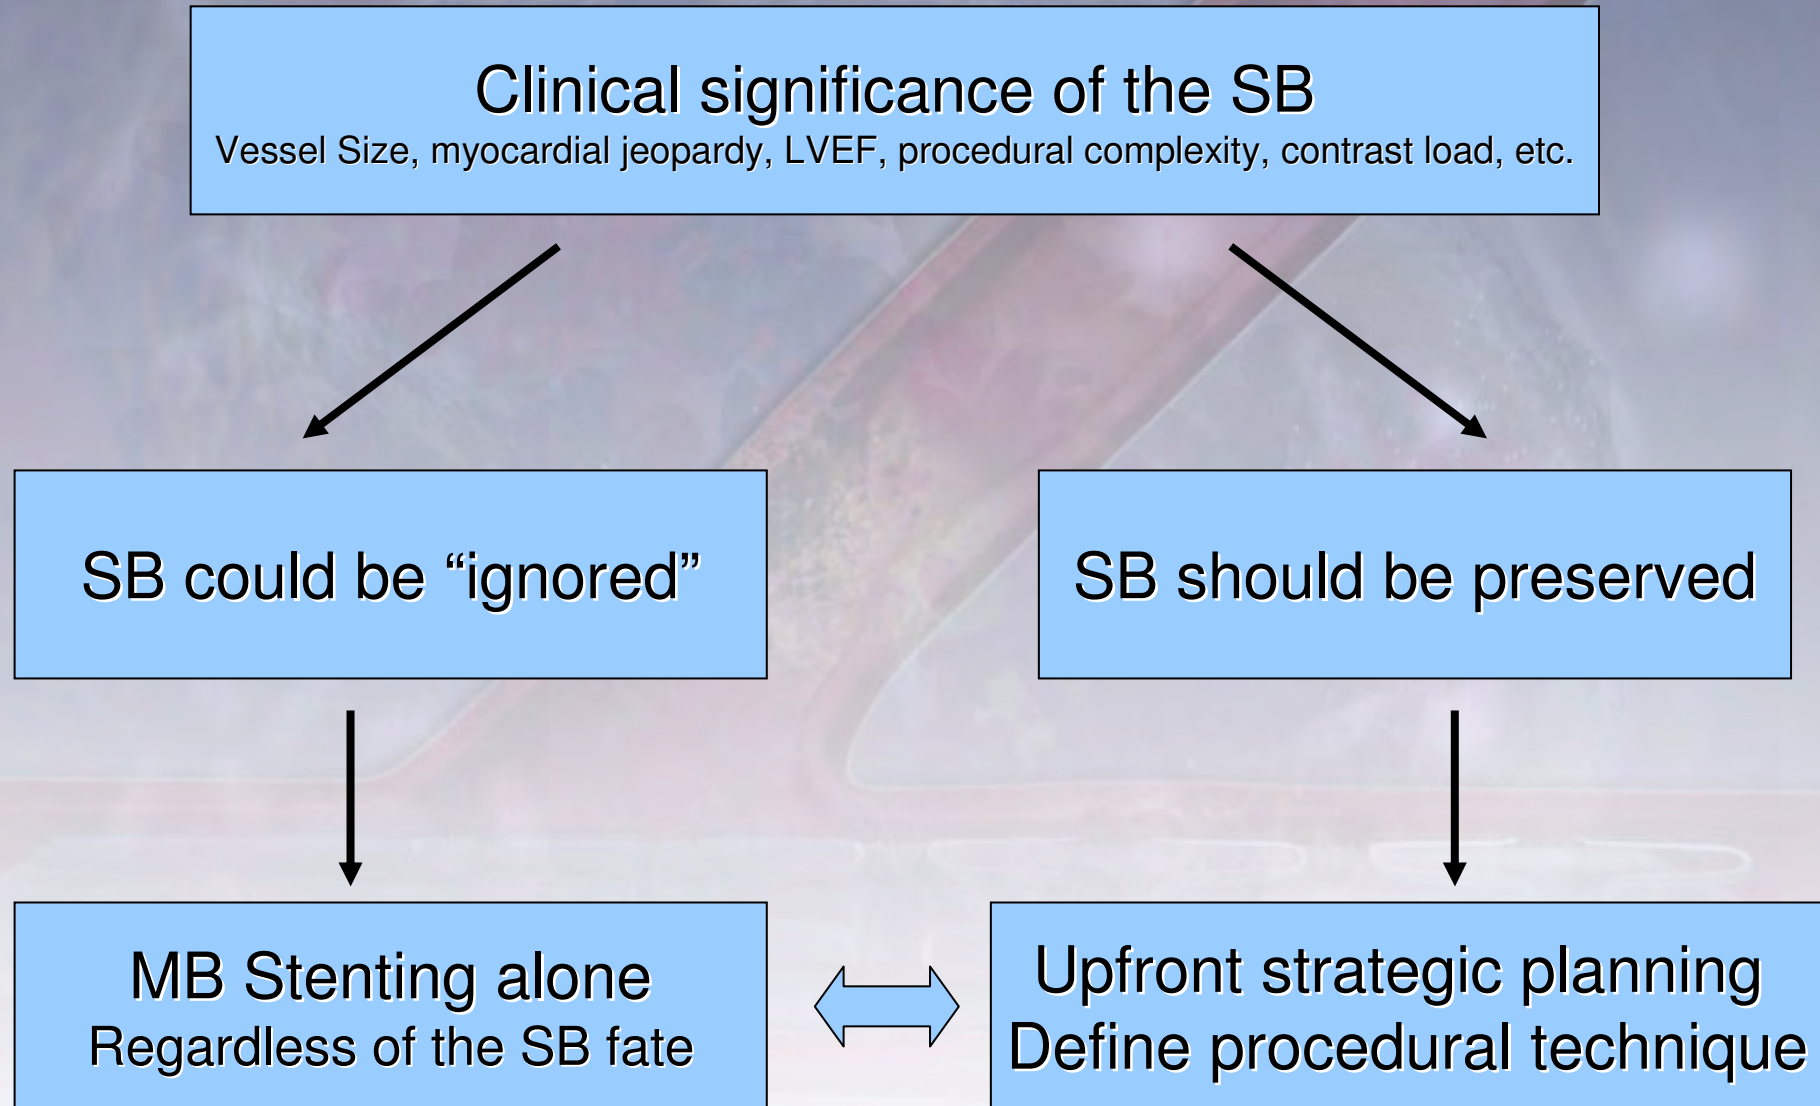 Clinical significance of the SB
Vessel Size, myocardial jeopardy, LVEF, procedural complexity, contrast load, etc.
SB could be “ignored”
SB should be preserved
MB Stenting alone
Regardless of the SB fate
Upfront strategic planning
Define procedural technique